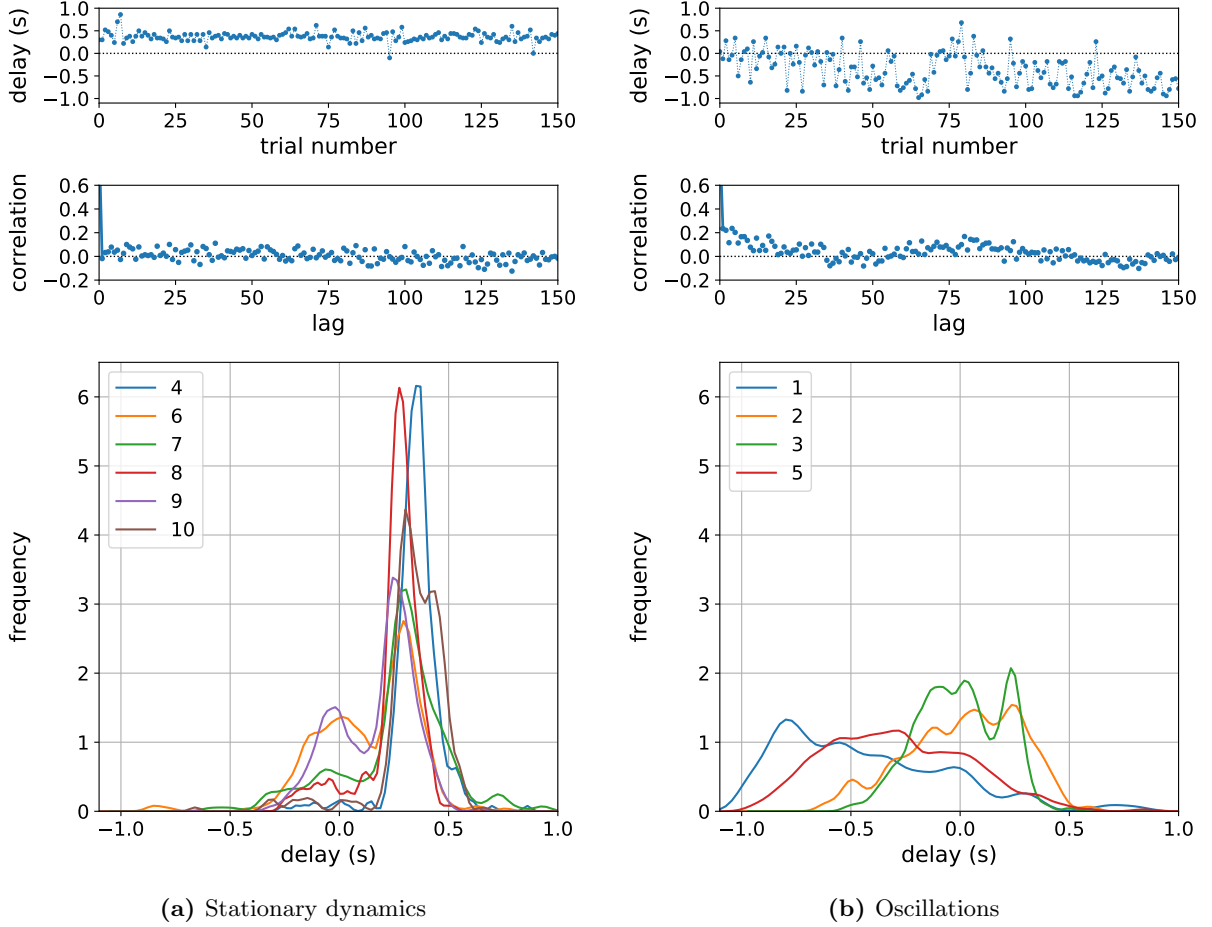 delay (s)
1.0
0.5
0.0
−0.5
−1.0
0 25 50 75 100 125 150
trial number
correlation
0.6
0.4
0.2
0.0
−0.2
0 25 50 75 100 125 150
lag
frequency
6
5
4
3
2
1
0
4
6
7
8
9
10
−1.0 −0.5 0.0 0.5 1.0
delay (s)
(a) Stationary dynamics
delay (s)
1.0
0.5
0.0
−0.5
−1.0
0 25 50 75 100 125 150
trial number
correlation
0.6
0.4
0.2
0.0
−0.2
0 25 50 75 100 125 150
lag
frequency
6
5
4
3
2
1
0
1
2
3
5
−1.0 −0.5 0.0 0.5 1.0
delay (s)
(b) Oscillations